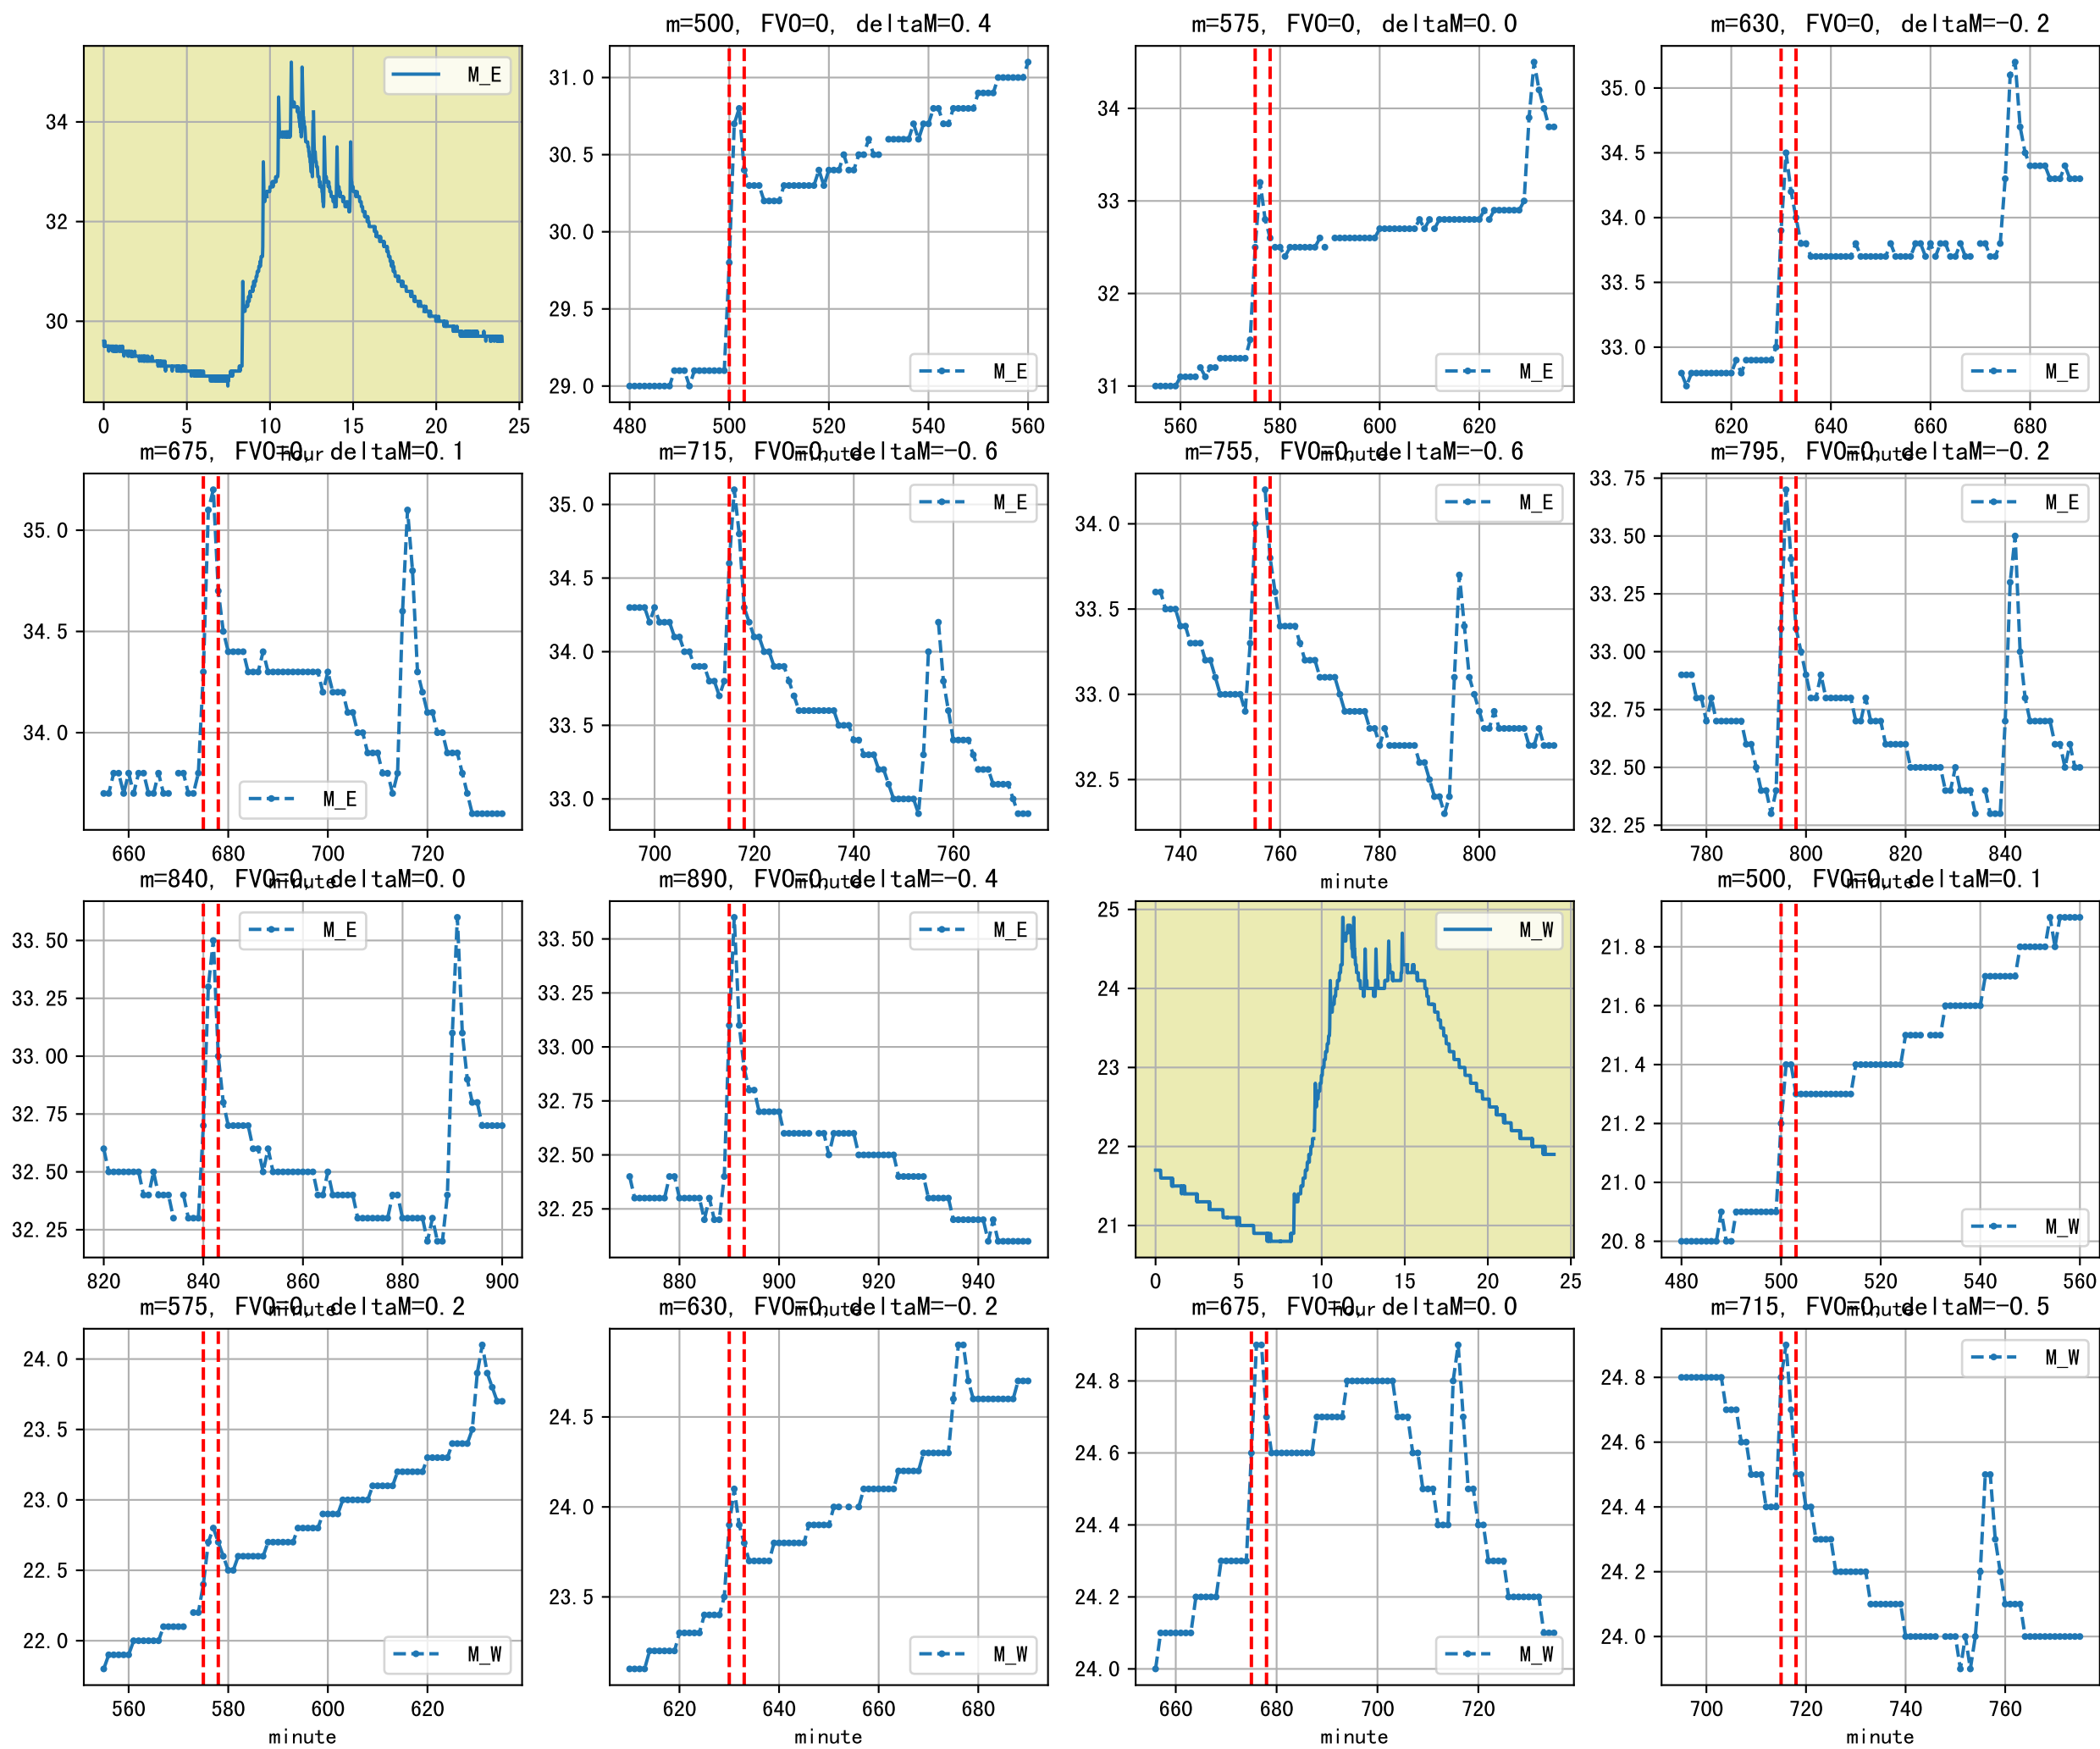 m=500, FV0=0, deltaM=0.4
m=575, FV0=0, deltaM=0.0
m=630, FV0=0, deltaM=-0.2
M_E
34
32
30
0 5 10 15 20 25
hour
M_E
31.0
30.5
30.0
29.5
29.0
480 500 520 540 560
minute
M_E
34
33
32
31
560 580 600 620
minute
M_E
35.0
34.5
34.0
33.5
33.0
620 640 660 680
minute
m=675, FV0=0, deltaM=0.1
m=715, FV0=0, deltaM=-0.6
m=755, FV0=0, deltaM=-0.6
m=795, FV0=0, deltaM=-0.2
M_E
35.0
34.5
34.0
660 680 700 720
minute
M_E
35.0
34.5
34.0
33.5
33.0
700 720 740 760
minute
M_E
34.0
33.5
33.0
32.5
740 760 780 800
minute
M_E
33.75
33.50
33.25
33.00
32.75
32.50
32.25
780 800 820 840
minute
m=840, FV0=0, deltaM=0.0
m=890, FV0=0, deltaM=-0.4
m=500, FV0=0, deltaM=0.1
M_E
33.50
33.25
33.00
32.75
32.50
32.25
820 840 860 880 900
minute
M_E
33.50
33.25
33.00
32.75
32.50
32.25
880 900 920 940
minute
M_W
25
24
23
22
21
0 5 10 15 20 25
hour
M_W
21.8
21.6
21.4
21.2
21.0
20.8
480 500 520 540 560
minute
m=575, FV0=0, deltaM=0.2
m=630, FV0=0, deltaM=-0.2
m=675, FV0=0, deltaM=0.0
m=715, FV0=0, deltaM=-0.5
M_W
24.0
23.5
23.0
22.5
22.0
560 580 600 620
minute
M_W
24.5
24.0
23.5
620 640 660 680
minute
M_W
24.8
24.6
24.4
24.2
24.0
660 680 700 720
minute
M_W
24.8
24.6
24.4
24.2
24.0
700 720 740 760
minute